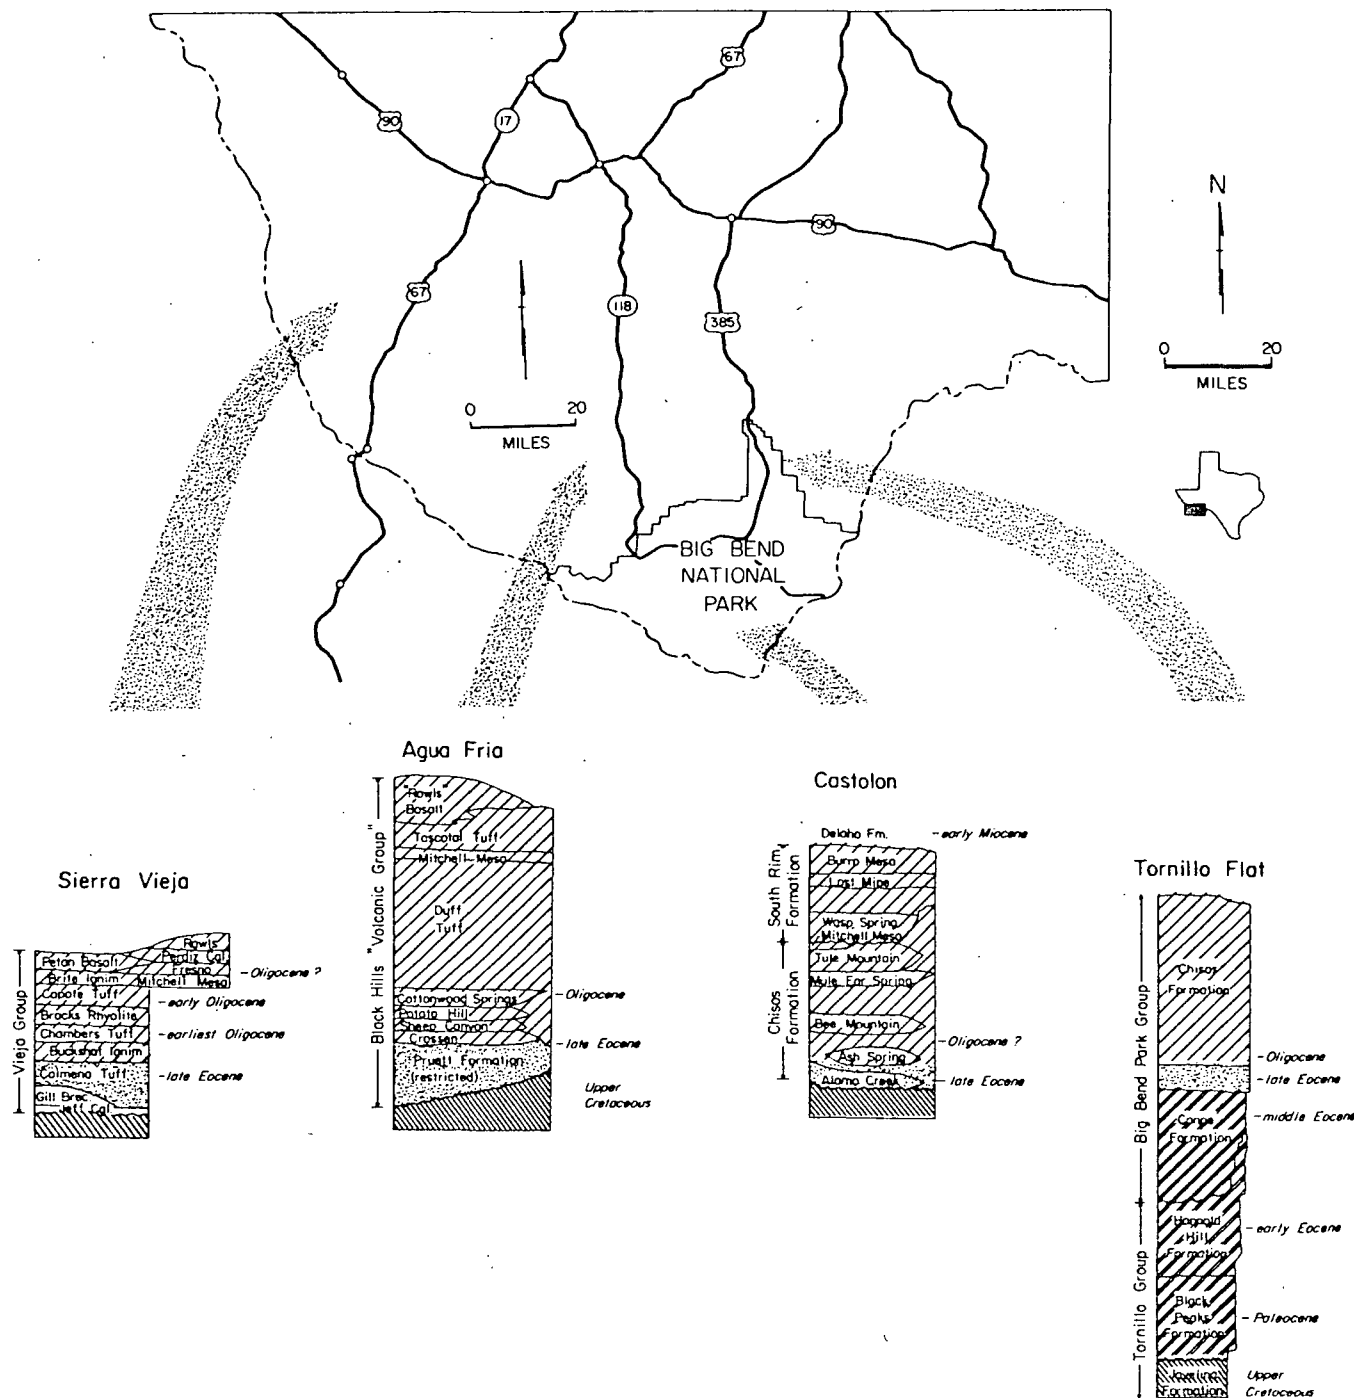 67
90
17
N
90
67
118
385
0 20
MILES
0 20
MILES
BIG BEND
NATIONAL
PARK
Agua Fria
Castolon
Sierra Vieja
Tornillo Flat
Vieja Group
Rawls
Petan Basalt
Perdiz Cgl
Fresno
Brite Ignim
Mitchell Mesa
- Oligocene ?
Capote Tuff
- early Oligocene
Bracks Rhyolite
Chambers Tuff
- earliest Oligocene
Buckshot Ignim
Colmena Tuff
- late Eocene
Gill Brec
Jeff Cgl
Black Hills "Volcanic Group"
"Rawls"
Basalt
Tascotal Tuff
Mitchell Mesa
Duff
Tuff
Cottonwood Springs
- Oligocene
Potato Hill
Sheep Canyon
Crossen
- late Eocene
Pruett Formation
(restricted)
Upper
Cretaceous
South Rim
Formation
Chisos
Formation
Delaho Fm.
- early Miocene
Burro Mesa
Lost Mine
Wasp Spring
Mitchell Mesa
Tule Mountain
Mule Ear Spring
Bee Mountain
- Oligocene ?
Ash Spring
Alamo Creek
- late Eocene
Big Bend Park Group
Tornillo Group
Chisos
Formation
- Oligocene
- late Eocene
Canoe
Formation
- middle Eocene
Hannold
Hill
Formation
- early Eocene
Black
Peaks
Formation
- Paleocene
Javelina
Formation
Upper
Cretaceous